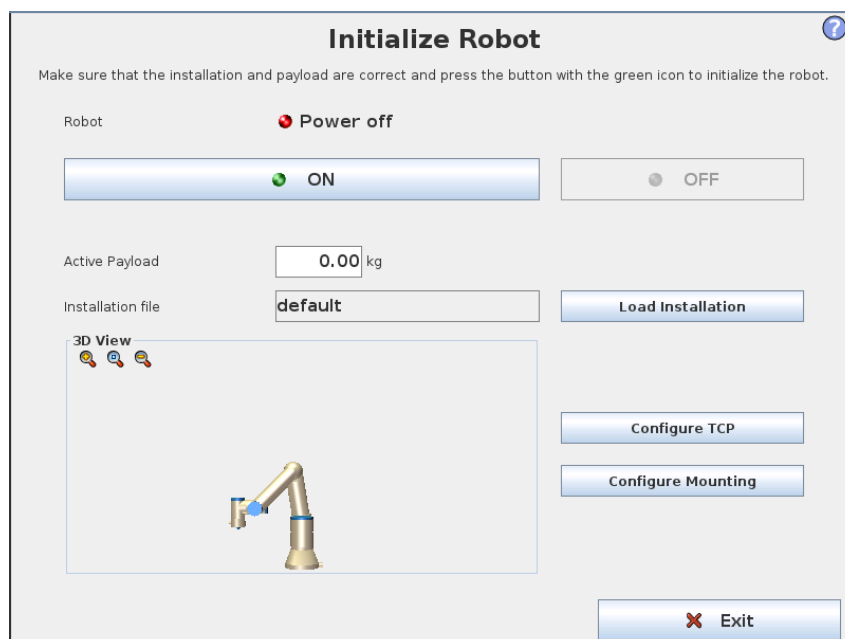 Initialize Robot
?
Make sure that the installation and payload are correct and press the button with the green icon to initialize the robot.
Robot
Power off
ON
OFF
Active Payload
0.00 kg
Installation file
default
Load Installation
3D View
Configure TCP
Configure Mounting
Exit